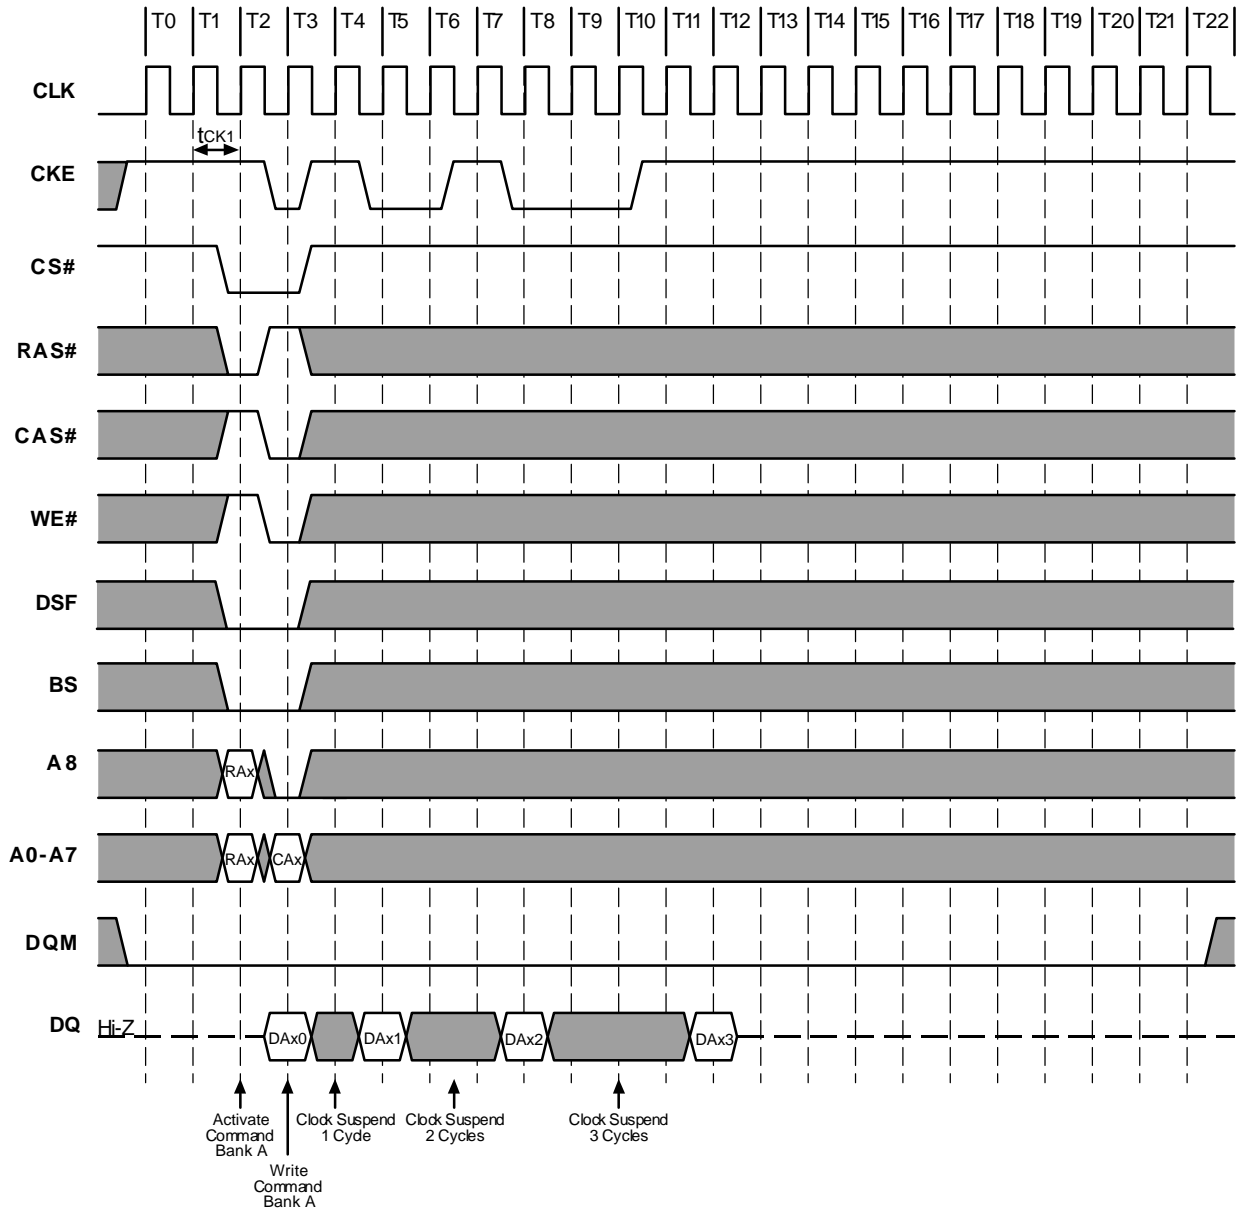 T0 T1 T2 T3 T4 T5 T6 T7 T8 T9 T10 T11 T12 T13 T14 T15 T16 T17 T18 T19 T20 T21 T22
CLK
tCK1
CKE
CS#
RAS#
CAS#
WE#
DSF
BS
A8
RAx
A0-A7
RAx CAx
DQM
DQ
Hi-Z
DAx0 DAx1 DAx2 DAx3
Activate
Command
Bank A
Write
Command
Bank A
Clock Suspend
1 Cycle
Clock Suspend
2 Cycles
Clock Suspend
3 Cycles